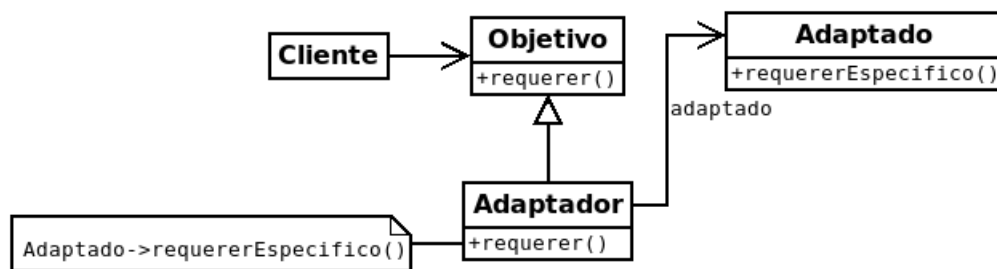 Cliente
Objetivo
+requerer()
Adaptado
+requererEspecifico()
adaptado
Adaptador
+requerer()
Adaptado->requererEspecifico()